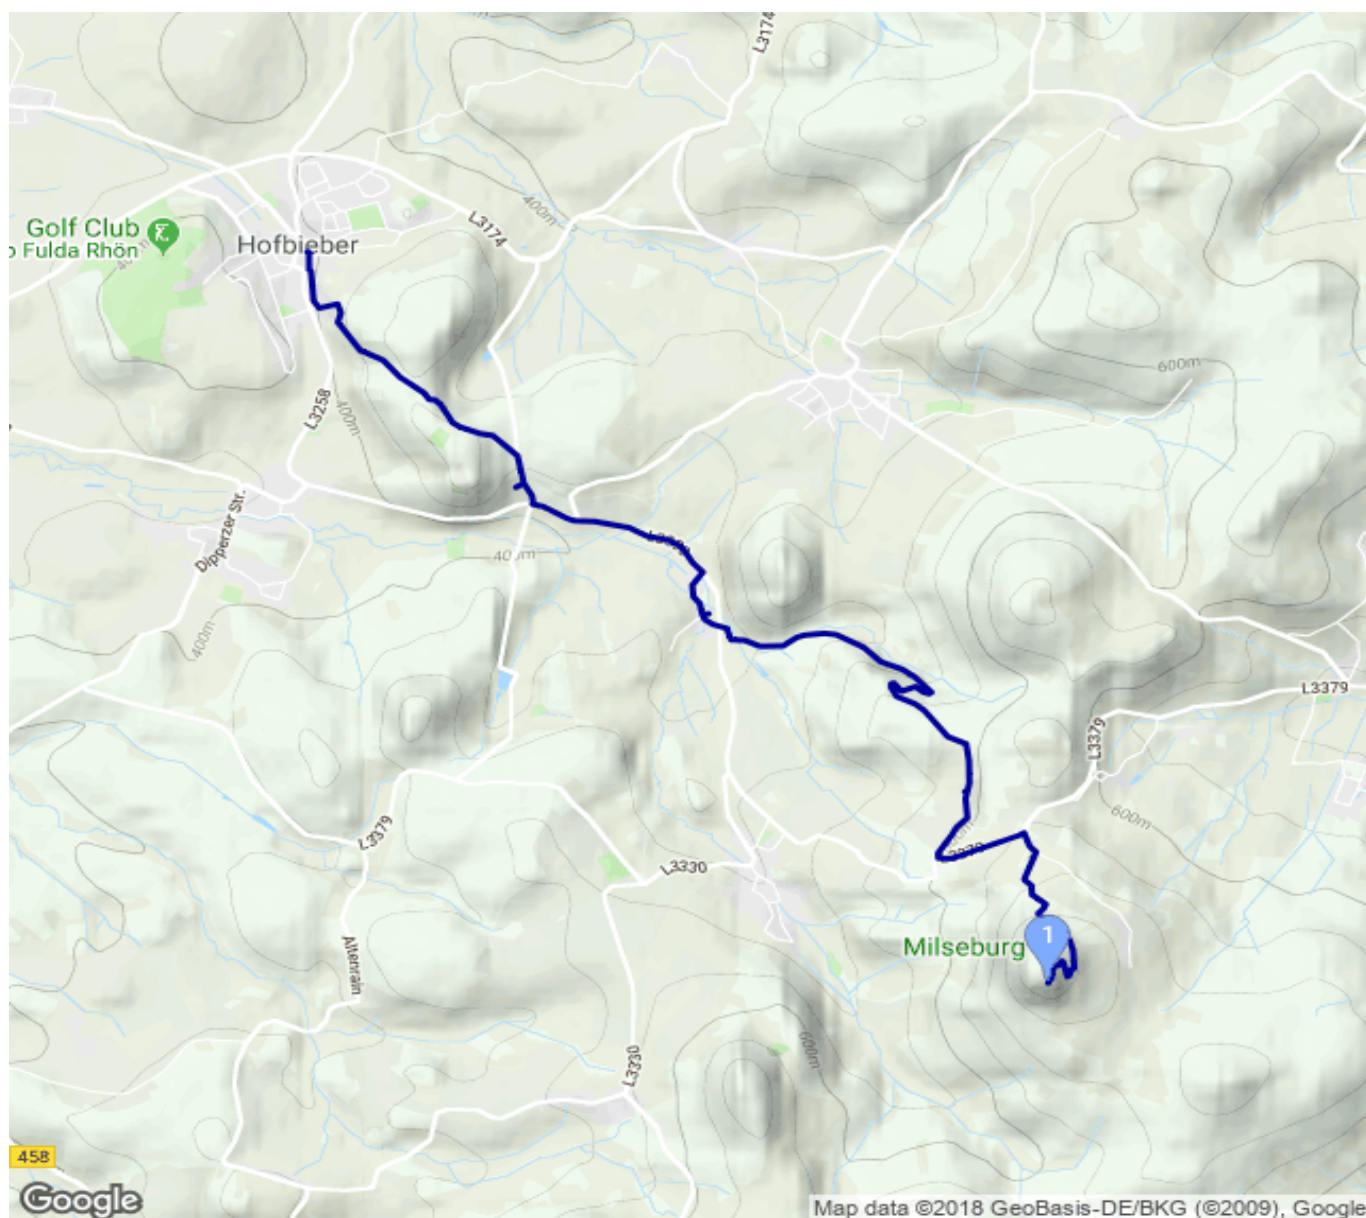 L3174
400m
L3174
Golf Club
o Fulda Rhön
400m
Hofbieber
600m
L3258
400m
Dipperzer Str.
400m
400m
L3379
L3379
600m
L3379
L3330
Altenrain
Milseburg
1
600m
L3330
458
Google
Map data ©2018 GeoBasis-DE/BKG (©2009), Google